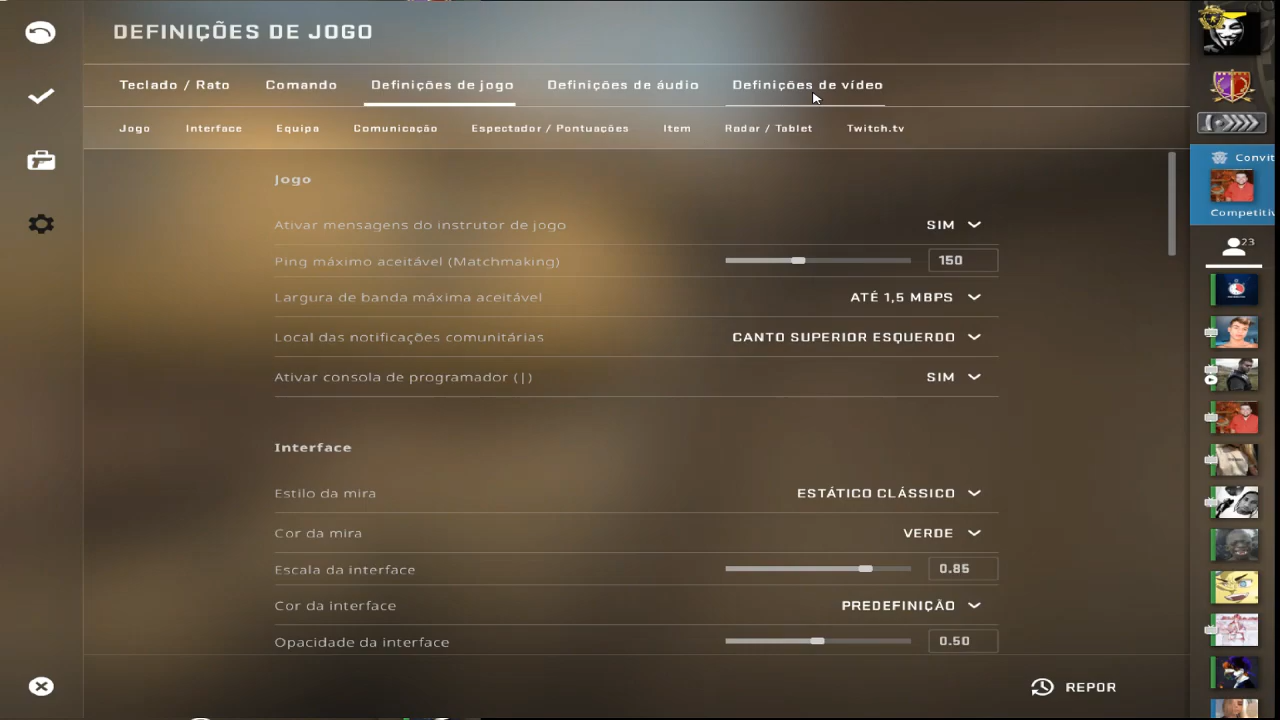 DEFINIÇÕES DE JOGO
Teclado / Rato Comando Definições de jogo Definições de áudio Definições de vídeo
Jogo Interface Equipa Comunicação Espectador / Pontuações Item Radar / Tablet Twitch.tv
Jogo
Ativar mensagens do instrutor de jogo SIM
Ping máximo aceitável (Matchmaking) 150
Largura de banda máxima aceitável ATÉ 1,5 MBPS
Local das notificações comunitárias CANTO SUPERIOR ESQUERDO
Ativar consola de programador (|) SIM
Interface
Estilo da mira ESTÁTICO CLÁSSICO
Cor da mira VERDE
Escala da interface 0.85
Cor da interface PREDEFINIÇÃO
Opacidade da interface 0.50
REPOR
Convit
Competitiv
23